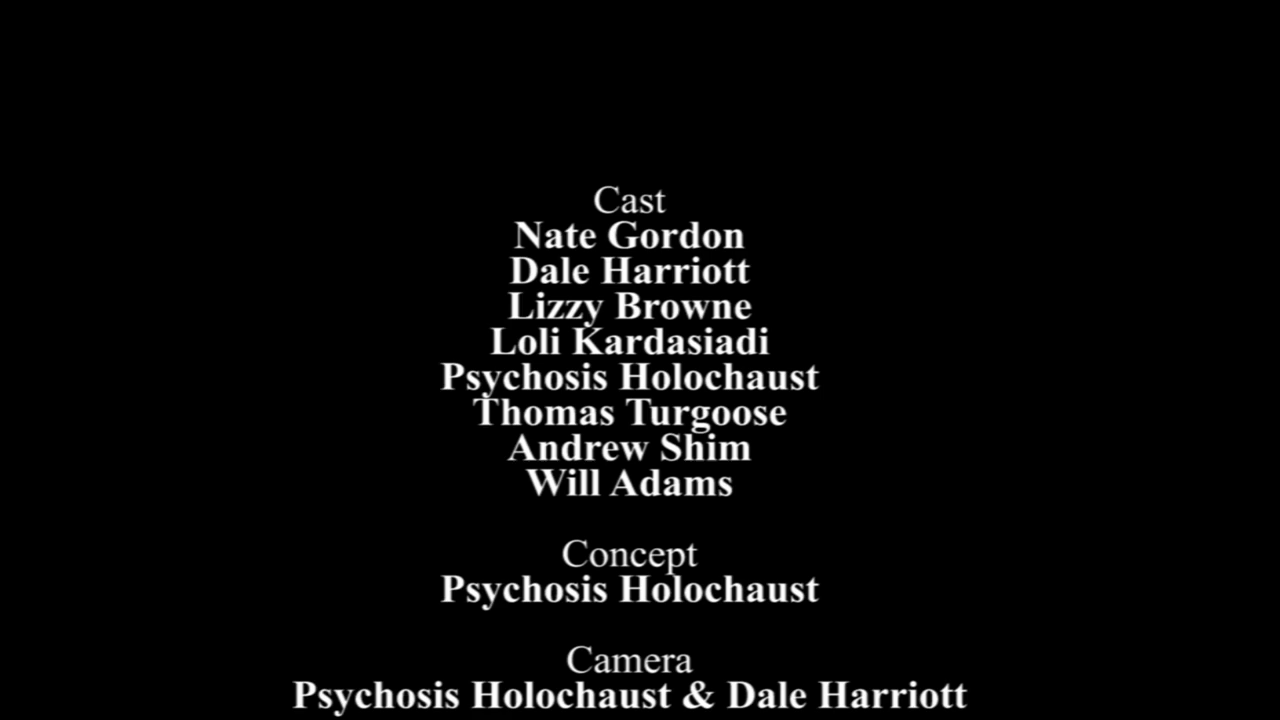 Cast
Nate Gordon
Dale Harriott
Lizzy Browne
Loli Kardasiadi
Psychosis Holochaust
Thomas Turgoose
Andrew Shim
Will Adams
Concept
Psychosis Holochaust
Camera
Psychosis Holochaust & Dale Harriott